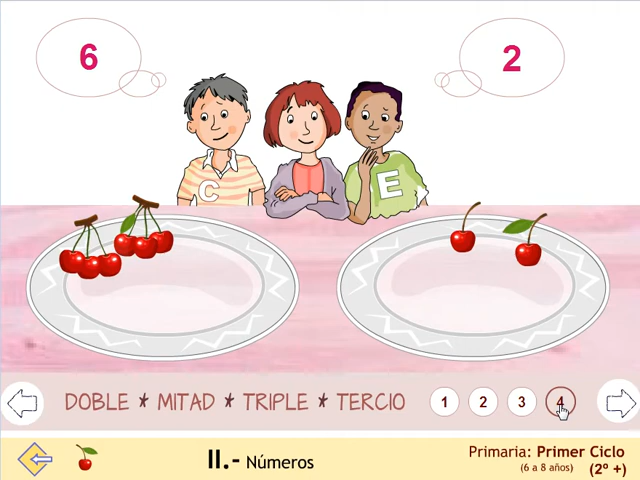 6
2
C
E
DOBLE * MITAD * TRIPLE * TERCIO
1 2 3 4
II.- Números
Primaria: Primer Ciclo
(6 a 8 años) (2º +)